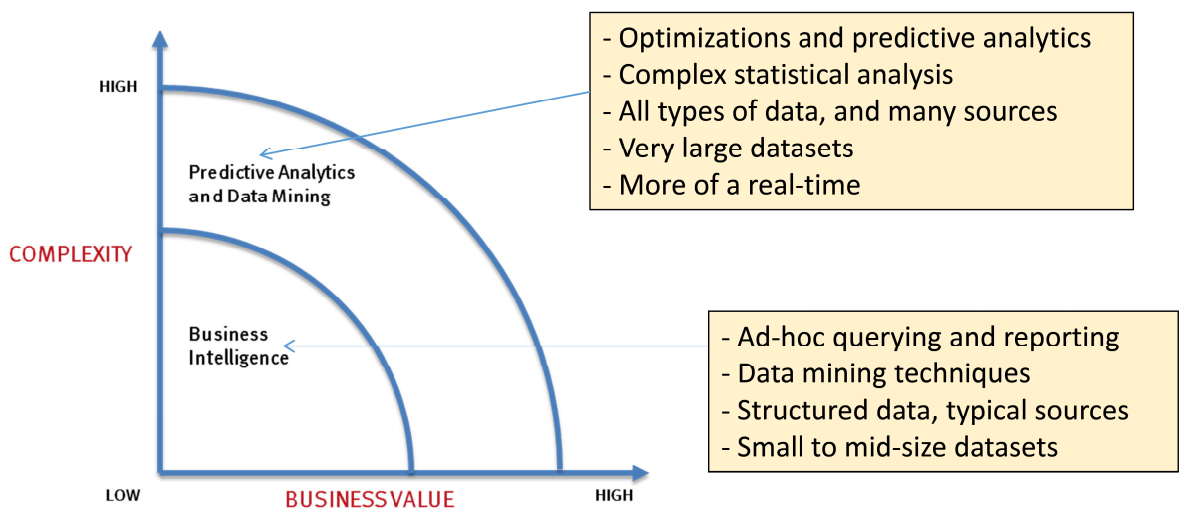 - Optimizations and predictive analytics
- Complex statistical analysis
- All types of data, and many sources
- Very large datasets
- More of a real-time
HIGH
Predictive Analytics
and Data Mining
COMPLEXITY
Business
Intelligence
- Ad-hoc querying and reporting
- Data mining techniques
- Structured data, typical sources
- Small to mid-size datasets
LOW
BUSINESS VALUE
HIGH